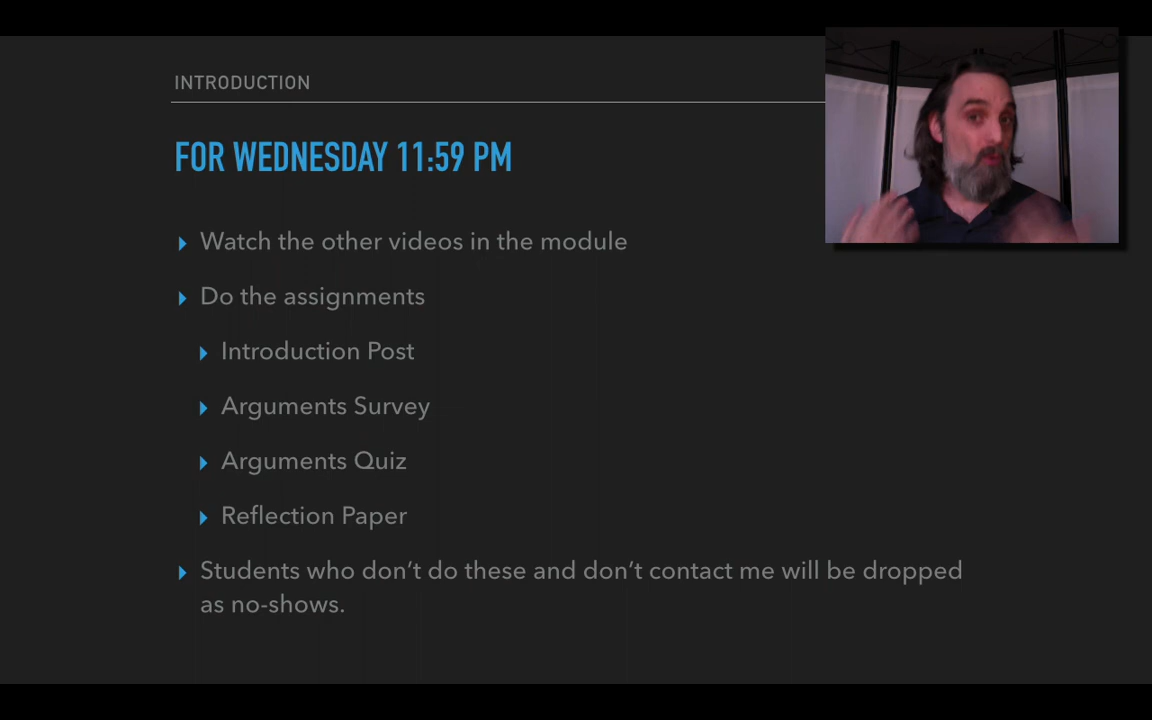 INTRODUCTION
FOR WEDNESDAY 11:59 PM
Watch the other videos in the module
Do the assignments
Introduction Post
Arguments Survey
Arguments Quiz
Reflection Paper
Students who don’t do these and don’t contact me will be dropped
as no-shows.